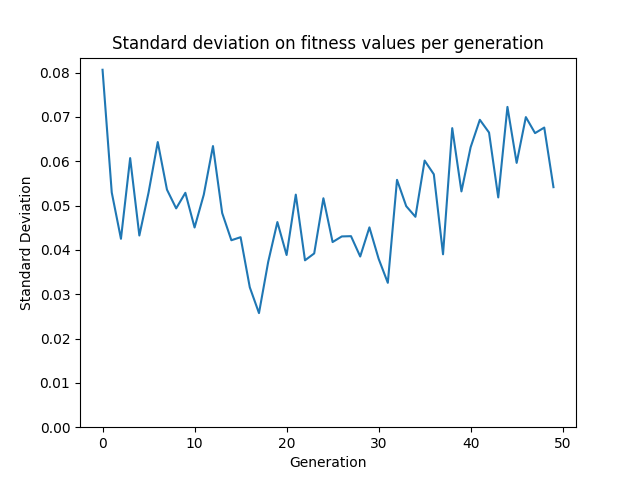 Standard deviation on fitness values per generation
0.08
0.07
0.06
0.05
0.04
0.03
0.02
0.01
0.00
Standard Deviation
0 10 20 30 40 50
Generation